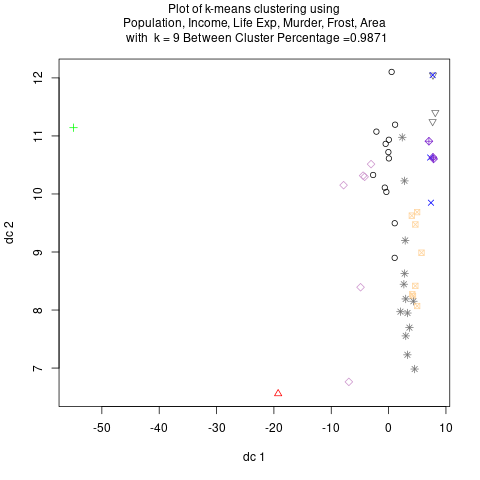 Plot of k-means clustering using
Population, Income, Life Exp, Murder, Frost, Area
with k = 9 Between Cluster Percentage =0.9871
12
11
10
9
8
7
dc 2
-50 -40 -30 -20 -10 0 10
dc 1